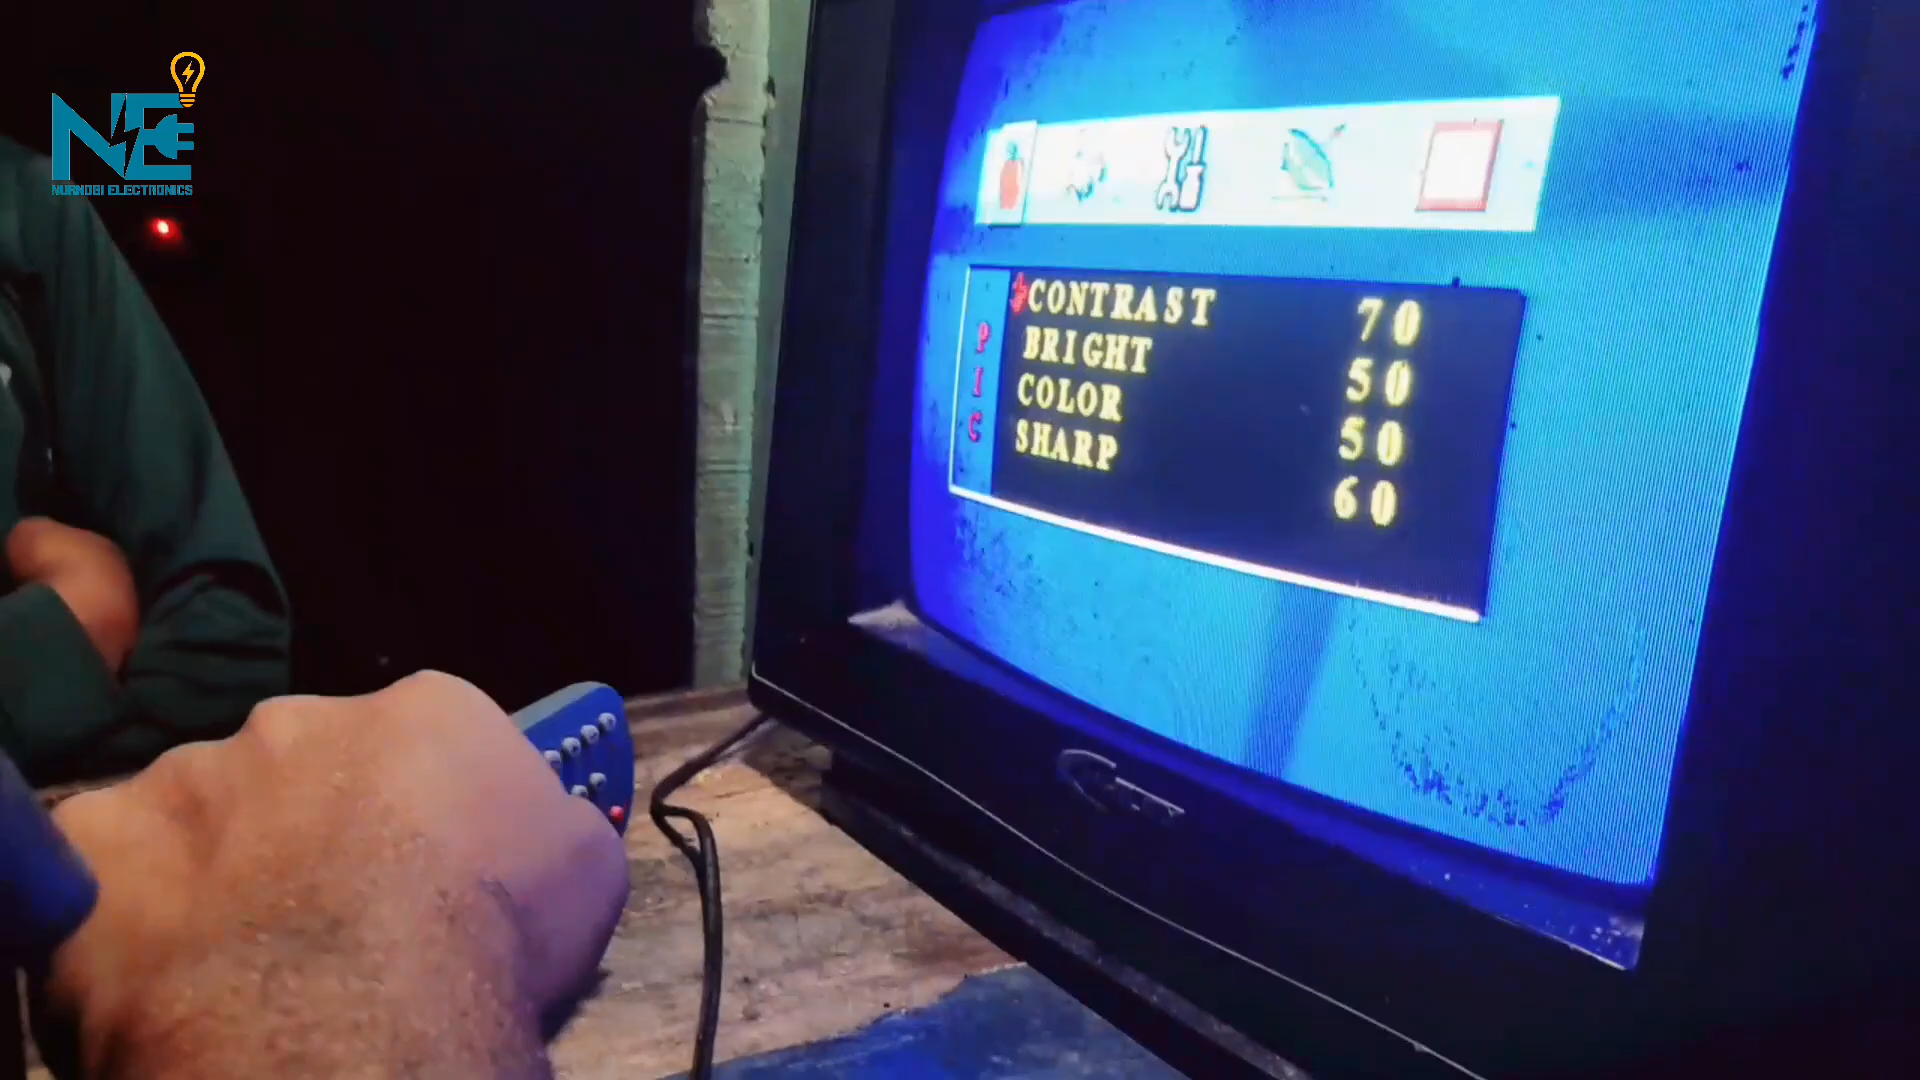 NURNOBI ELECTRONICS
CONTRAST 70
BRIGHT 50
COLOR 50
SHARP 60
PIC